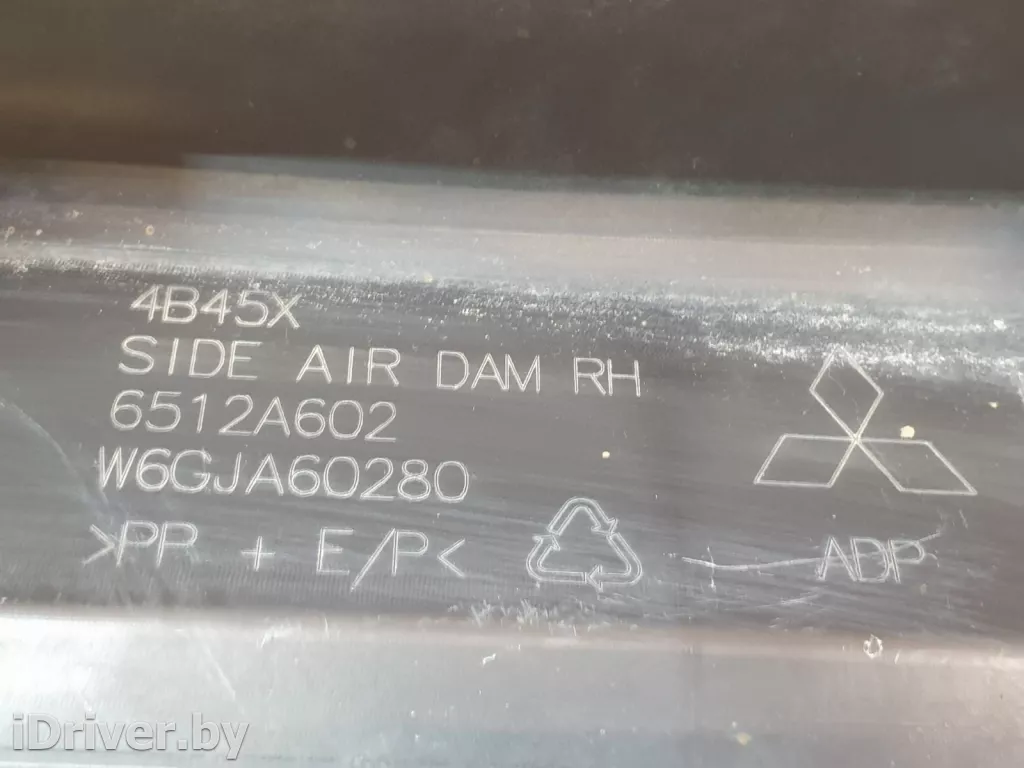 4B45X
SIDE AIR DAM RH
6512A602
W6GJA60280
>PP + E/P<
ADP
iDriver.by